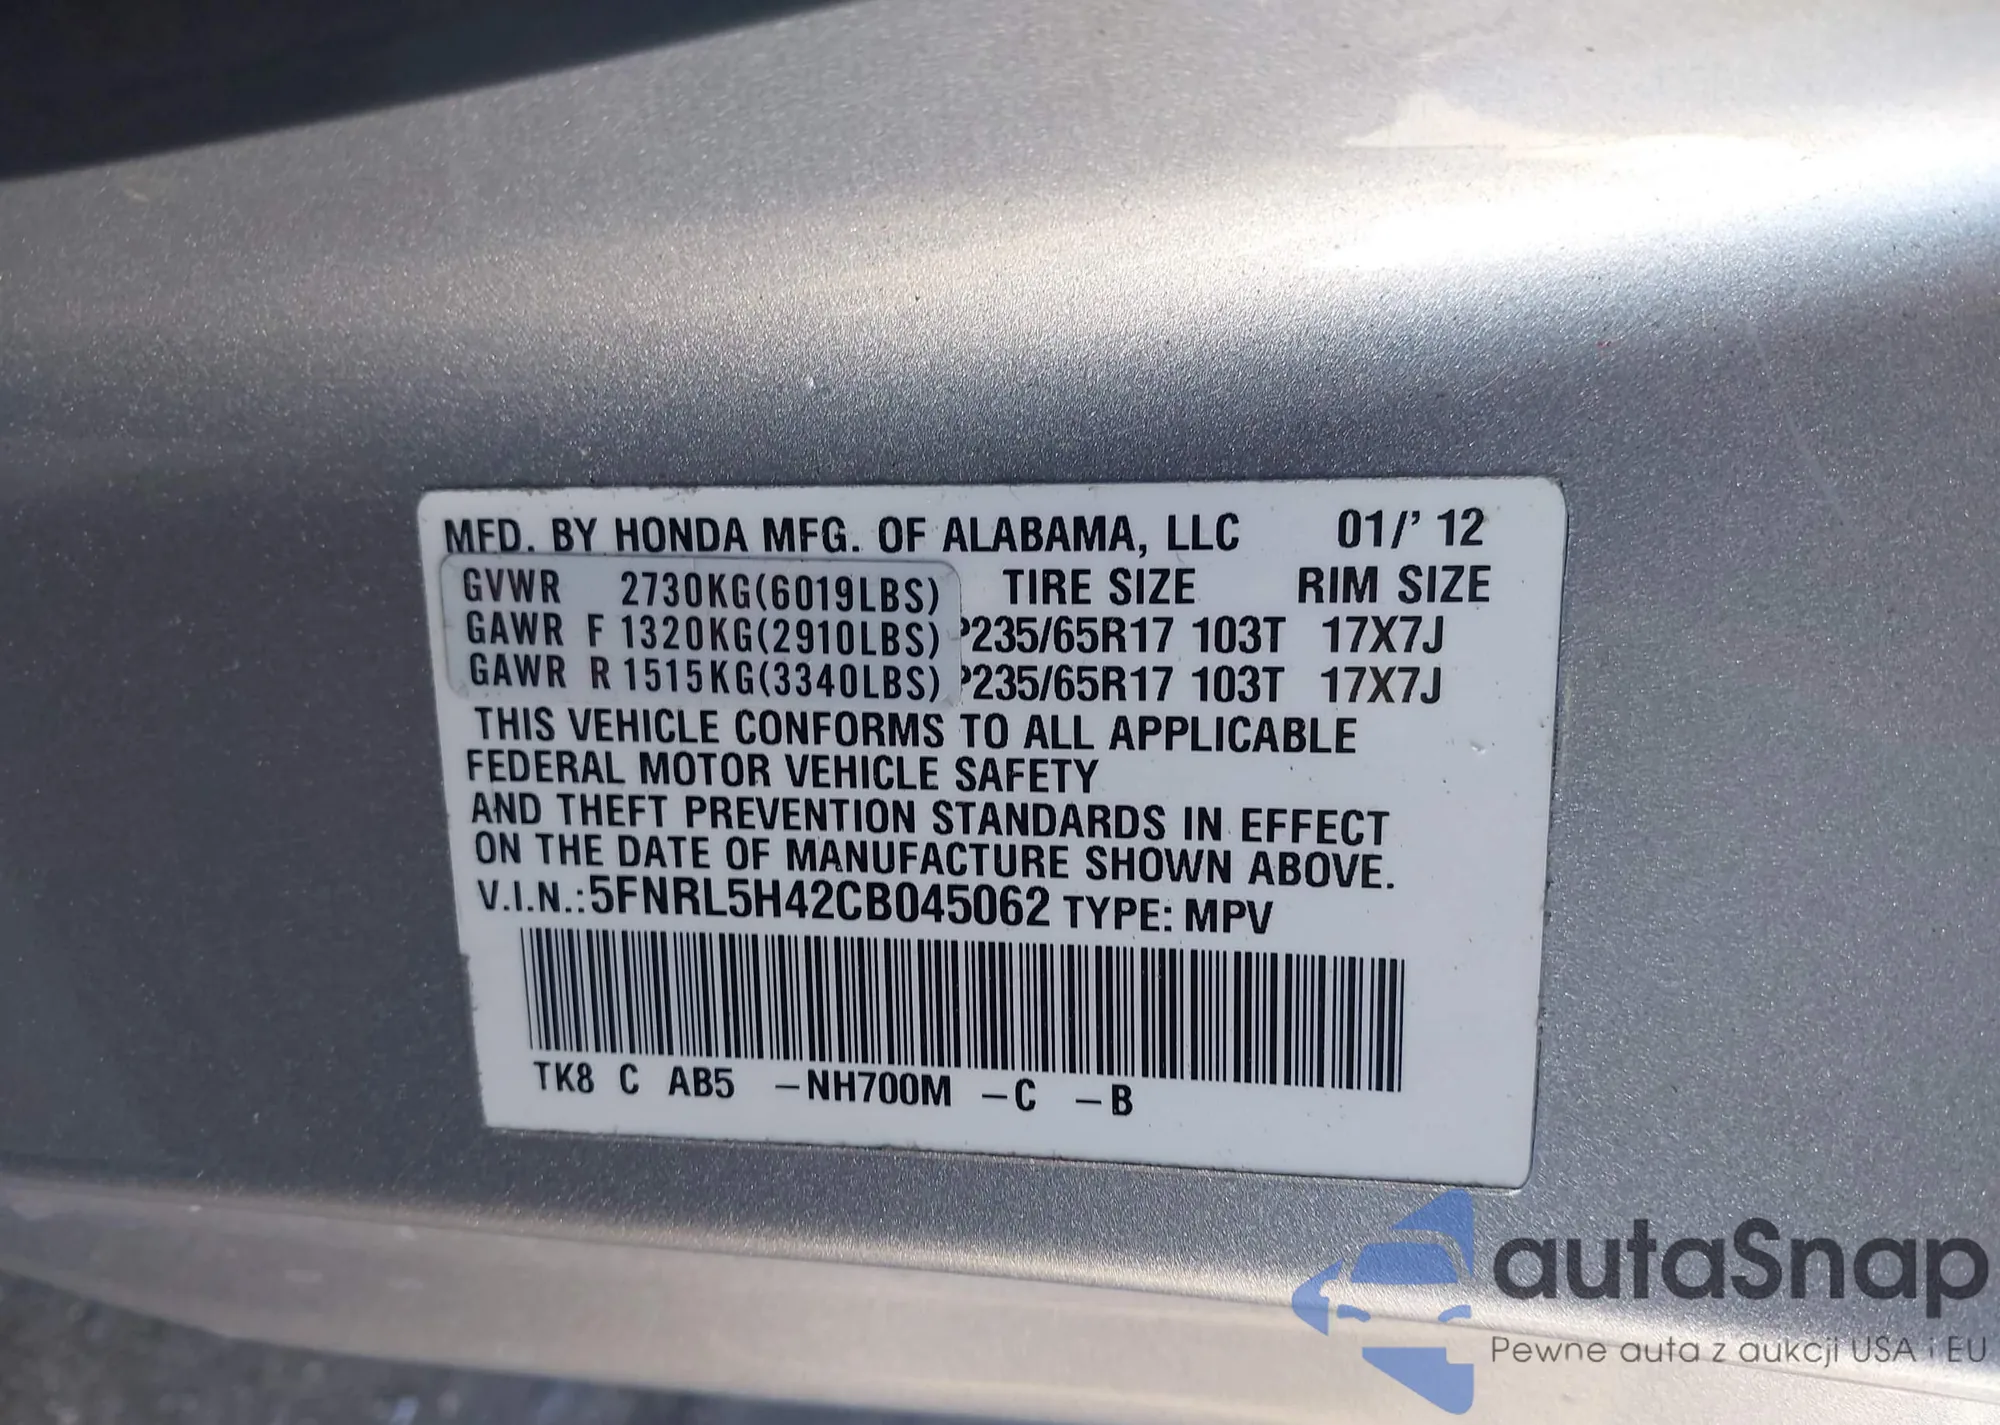 MFD. BY HONDA MFG. OF ALABAMA, LLC 01/' 12
GVWR 2730KG(6019LBS) TIRE SIZE RIM SIZE
GAWR F 1320KG(2910LBS) P235/65R17 103T 17X7J
GAWR R 1515KG(3340LBS) P235/65R17 103T 17X7J
THIS VEHICLE CONFORMS TO ALL APPLICABLE
FEDERAL MOTOR VEHICLE SAFETY
AND THEFT PREVENTION STANDARDS IN EFFECT
ON THE DATE OF MANUFACTURE SHOWN ABOVE.
V.I.N.:5FNRL5H42CB045062 TYPE: MPV
TK8 C AB5 –NH700M –C –B
autaSnap
Pewne auta z aukcji USA i EU